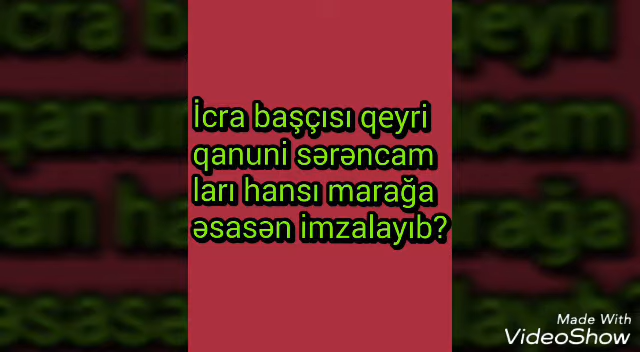 İcra başçısı qeyri
qanuni sərəncam
ları hansı marağa
əsasən imzalayıb?
Made With
VideoShow